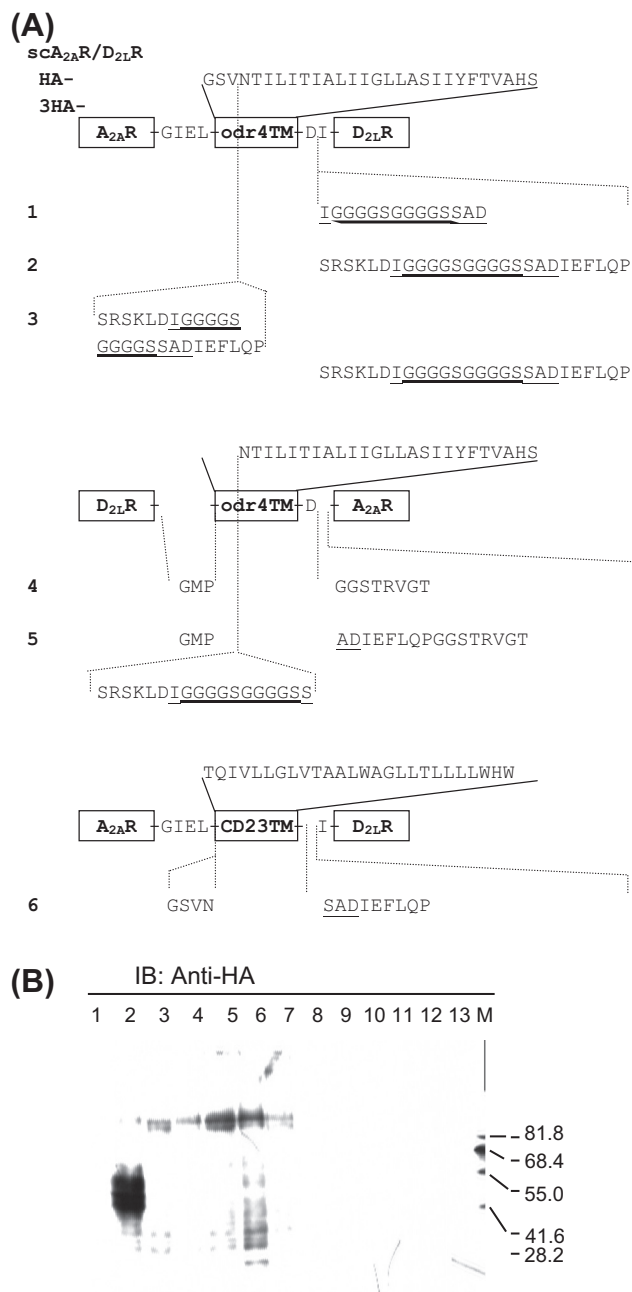 (A)
scA2AR/D2LR
HA-
GSVNTILITIALIIGLLASIIYFTVAHS
3HA-
A2AR GIEL odr4TM DI D2LR
1 IGGGGSGGGGSSAD
2 SRSKLDIGGGGSGGGGSSADIEFLQP
3 SRSKLDIGGGGS
GGGGSSADIEFLQP
SRSKLDIGGGGSGGGGSSADIEFLQP
NTILITIALIIGLLASIIYFTVAHS
D2LR odr4TM D A2AR
4 GMP GGSTRVGT
5 GMP ADIEFLQPGGSTRVGT
SRSKLDIGGGGSGGGGSS
TQIVLLGLVTAALWAGLLTLLLLWHW
A2AR GIEL CD23TM I D2LR
6 GSVN SADIEFLQP
(B)
IB: Anti-HA
1 2 3 4 5 6 7 8 9 10 11 12 13 M
81.8
68.4
55.0
41.6
28.2